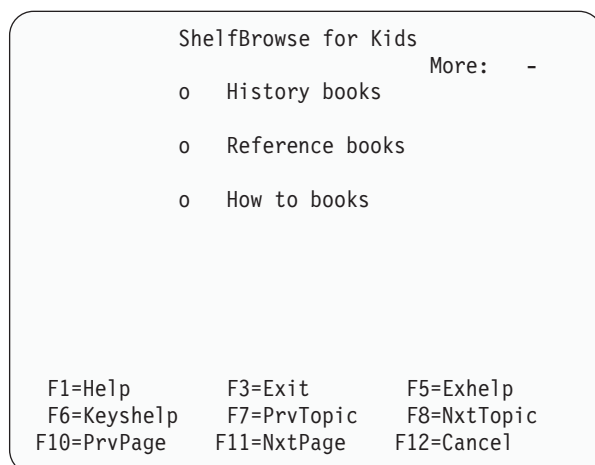 ShelfBrowse for Kids
More:   -
o   History books
o   Reference books
o   How to books
F1=Help   F3=Exit   F5=Exhelp
F6=Keyshelp   F7=PrvTopic   F8=NxtTopic
F10=PrvPage   F11=NxtPage   F12=Cancel